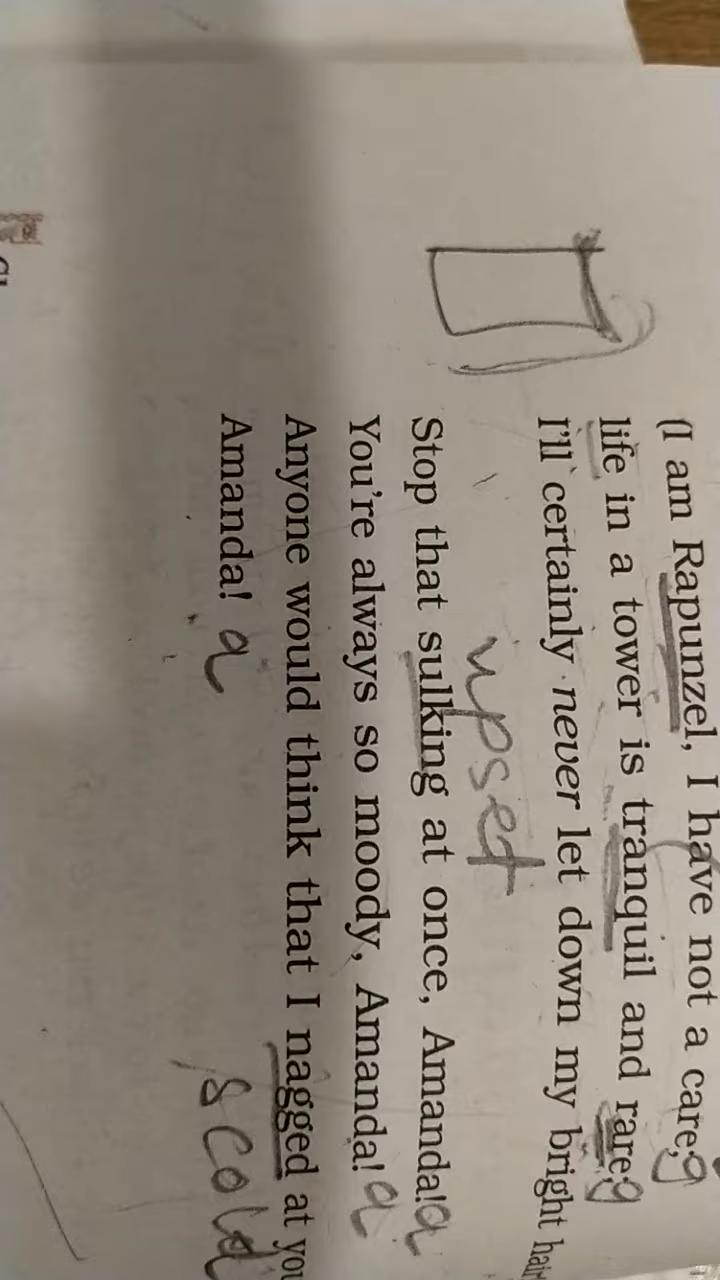 (I am Rapunzel, I have not a care; g
life in a tower is tranquil and rare; g
I'll certainly never let down my bright hair
upset
Stop that sulking at once, Amanda! a
You're always so moody, Amanda! a
Anyone would think that I nagged at you
Amanda! a
scold